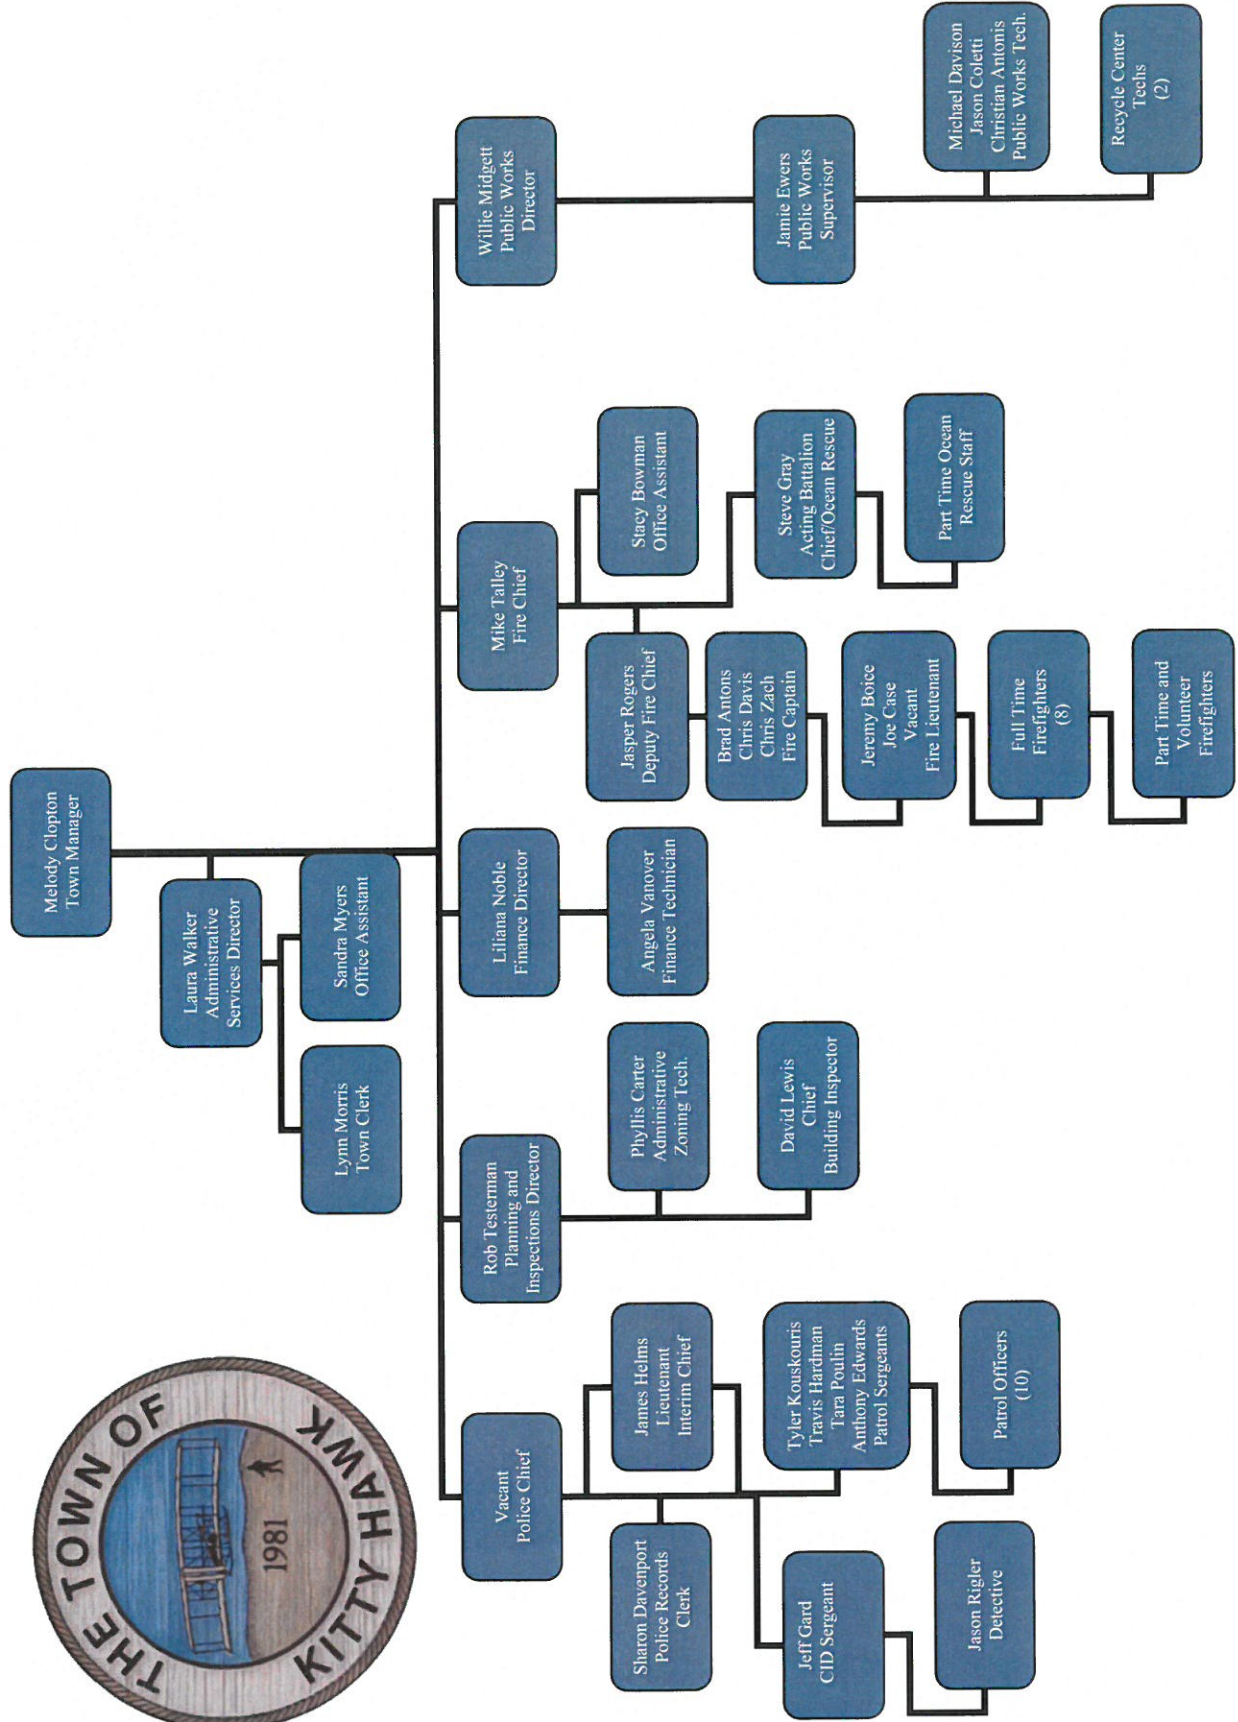 THE TOWN OF
KITTY HAWK
1981
Melody Clopton
Town Manager
Laura Walker
Administrative
Services Director
Lynn Morris
Town Clerk
Sandra Myers
Office Assistant
Vacant
Police Chief
Rob Testerman
Planning and
Inspections Director
Liliana Noble
Finance Director
Mike Talley
Fire Chief
Willie Midgett
Public Works
Director
Sharon Davenport
Police Records
Clerk
James Helms
Lieutenant
Interim Chief
Jeff Gard
CID Sergeant
Tyler Kouskouris
Travis Hardman
Tara Poulin
Anthony Edwards
Patrol Sergeants
Jason Rigler
Detective
Patrol Officers
(10)
Phyllis Carter
Administrative
Zoning Tech.
David Lewis
Chief
Building Inspector
Angela Vanover
Finance Technician
Jasper Rogers
Deputy Fire Chief
Stacy Bowman
Office Assistant
Brad Antons
Chris Davis
Chris Zach
Fire Captain
Steve Gray
Acting Battalion
Chief/Ocean Rescue
Jeremy Boice
Joe Case
Vacant
Fire Lieutenant
Part Time Ocean
Rescue Staff
Full Time
Firefighters
(8)
Part Time and
Volunteer
Firefighters
Jamie Ewers
Public Works
Supervisor
Michael Davison
Jason Coletti
Christian Antonis
Public Works Tech.
Recycle Center
Techs
(2)